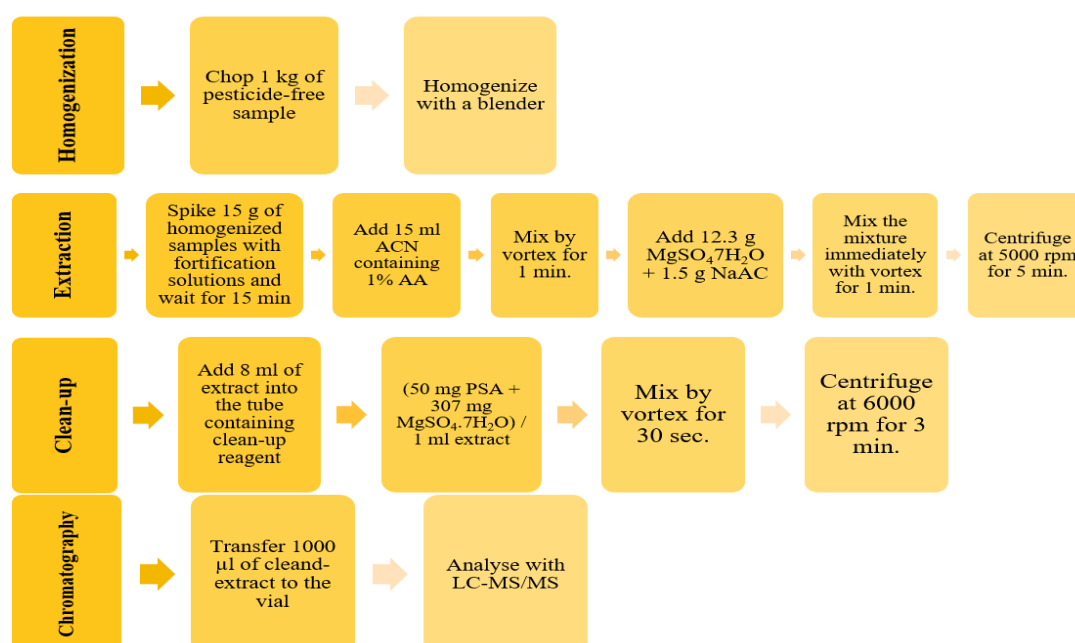 Homogenization
Chop 1 kg of
pesticide-free
sample
Homogenize
with a blender
Extraction
Spike 15 g of
homogenized
samples with
fortification
solutions and
wait for 15 min
Add 15 ml
ACN
containing
1% AA
Mix by
vortex for
1 min.
Add 12.3 g
MgSO₄7H₂O
+ 1.5 g NaAC
Mix the
mixture
immediately
with vortex
for 1 min.
Centrifuge
at 5000 rpm
for 5 min.
Clean-up
Add 8 ml of
extract into
the tube
containing
clean-up
reagent
(50 mg PSA +
307 mg
MgSO₄.7H₂O) /
1 ml extract
Mix by
vortex for
30 sec.
Centrifuge
at 6000
rpm for 3
min.
Chromatography
Transfer 1000
µl of cleand-
extract to the
vial
Analyse with
LC-MS/MS